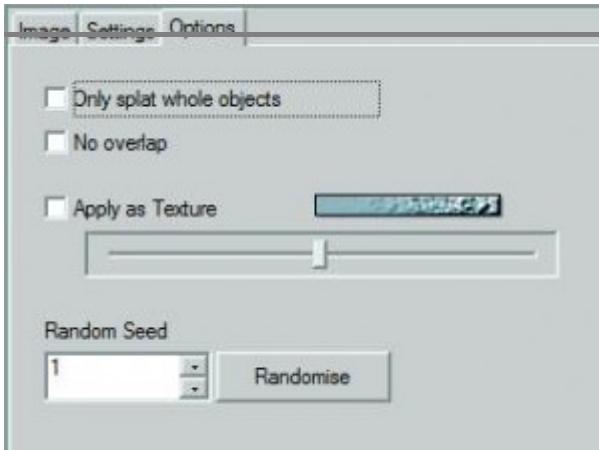 Image Settings Options
Only splat whole objects
No overlap
Apply as Texture
Random Seed
1
Randomise